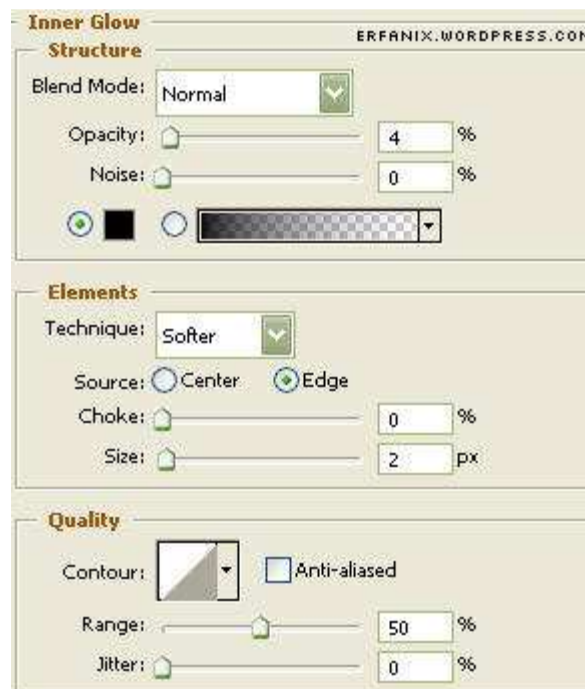 Inner Glow
ERFANIX.WORDPRESS.COM
Structure
Blend Mode: Normal
Opacity: 4 %
Noise: 0 %
Elements
Technique: Softer
Source: Center Edge
Choke: 0 %
Size: 2 px
Quality
Contour: Anti-aliased
Range: 50 %
Jitter: 0 %